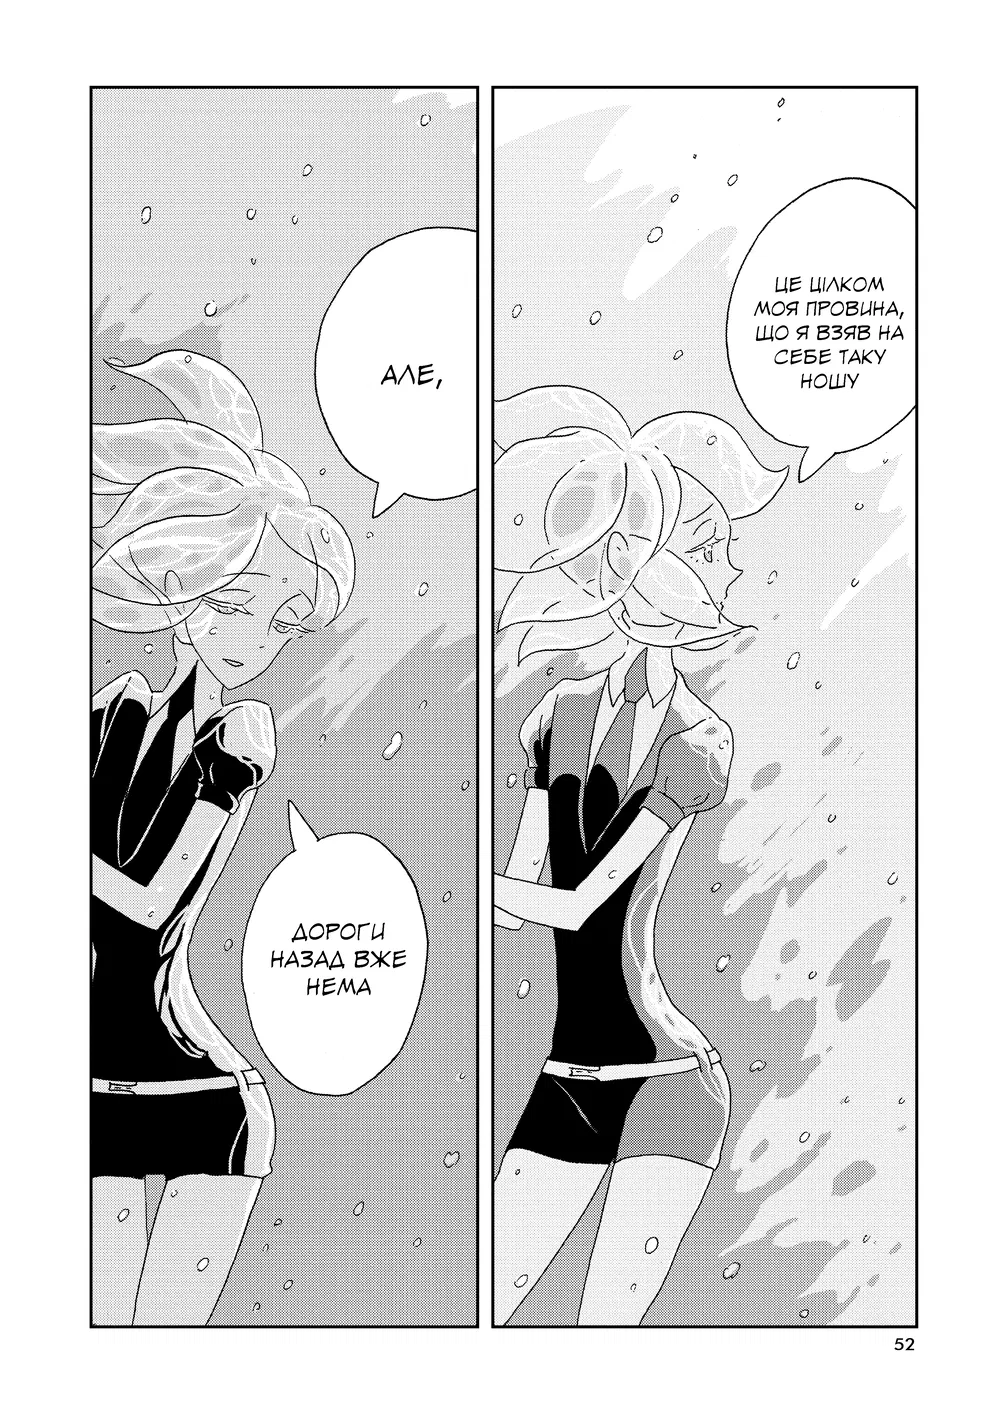 ЦЕ ЦІЛКОМ
МОЯ ПРОВИНА,
ЩО Я ВЗЯВ НА
СЕБЕ ТАКУ
НОШУ
АЛЕ,
ДОРОГИ
НАЗАД ВЖЕ
НЕМА
52